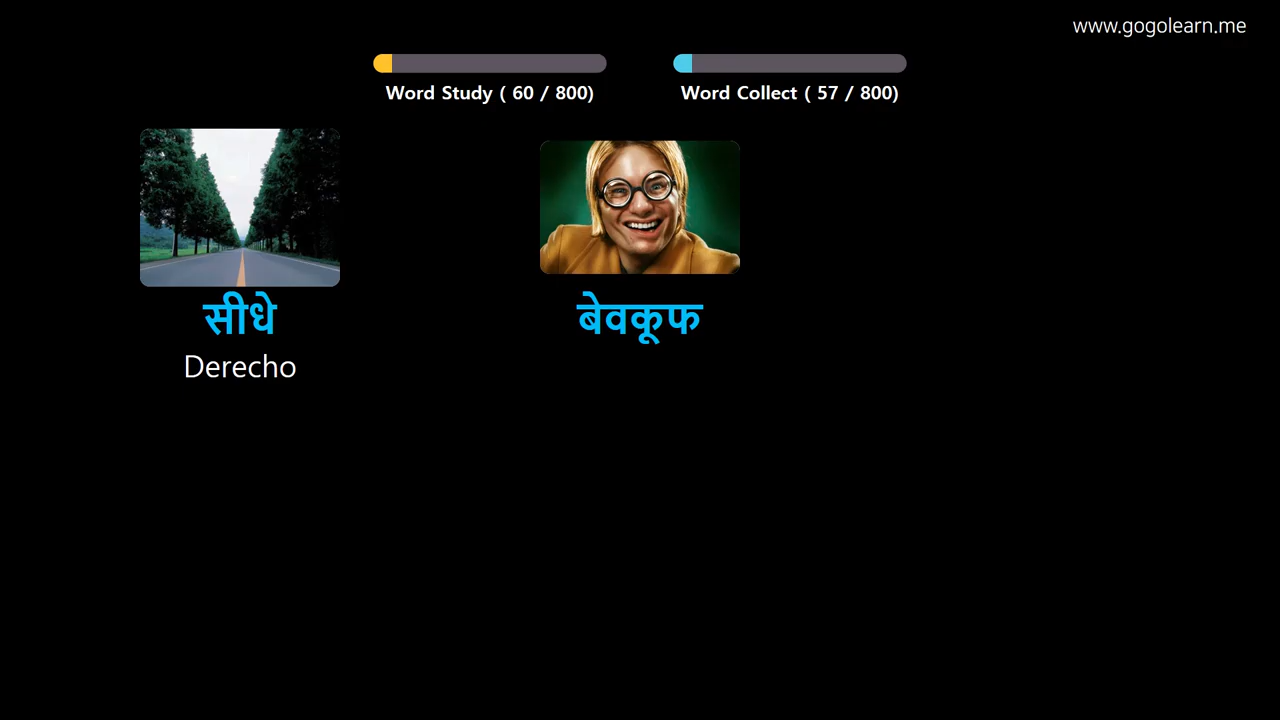 www.gogolearn.me
Word Study ( 60 / 800)
Word Collect ( 57 / 800)
सीधे
बेवकूफ
Derecho